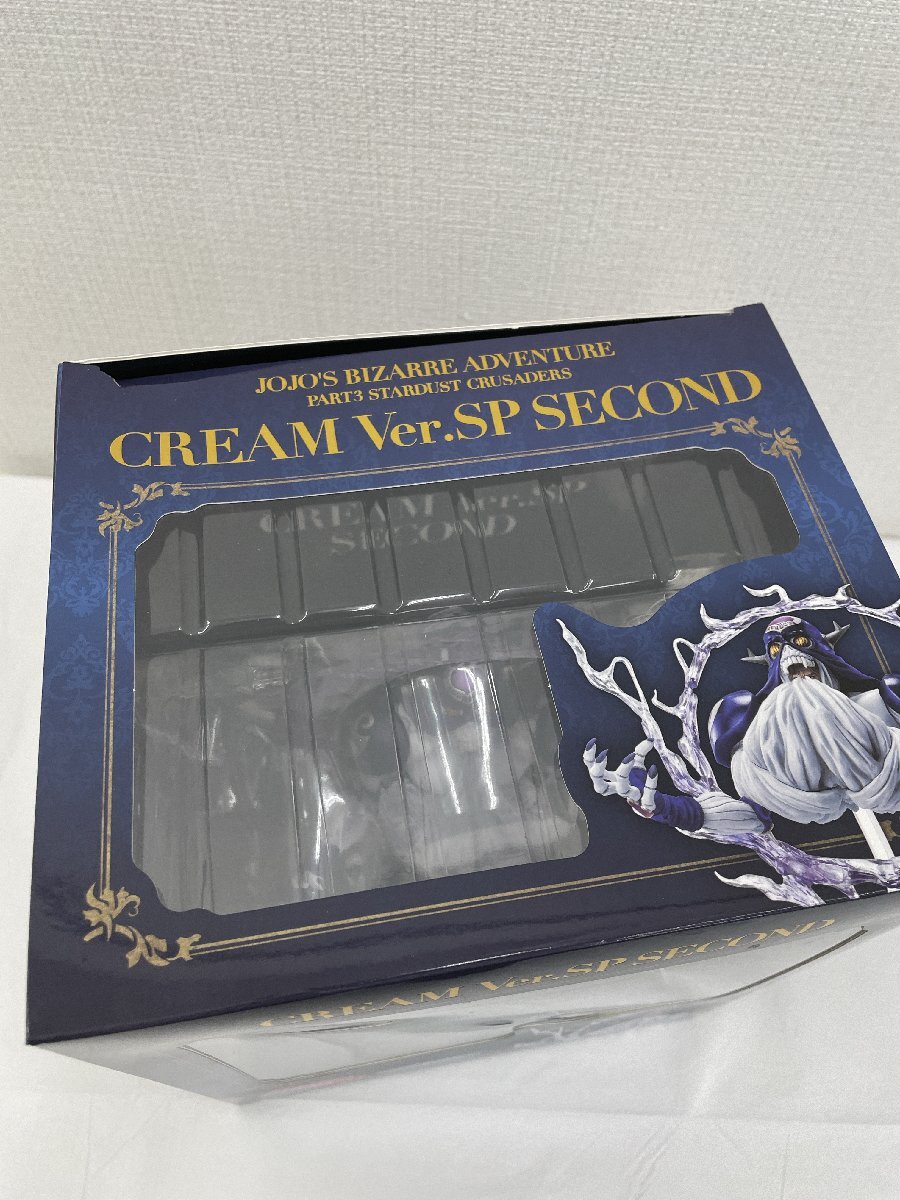 JOJO'S BIZARRE ADVENTURE
PART3 STARDUST CRUSADERS
CREAM Ver.SP SECOND
CREAM Ver.SP
SECOND
CREAM Ver.SP SECOND